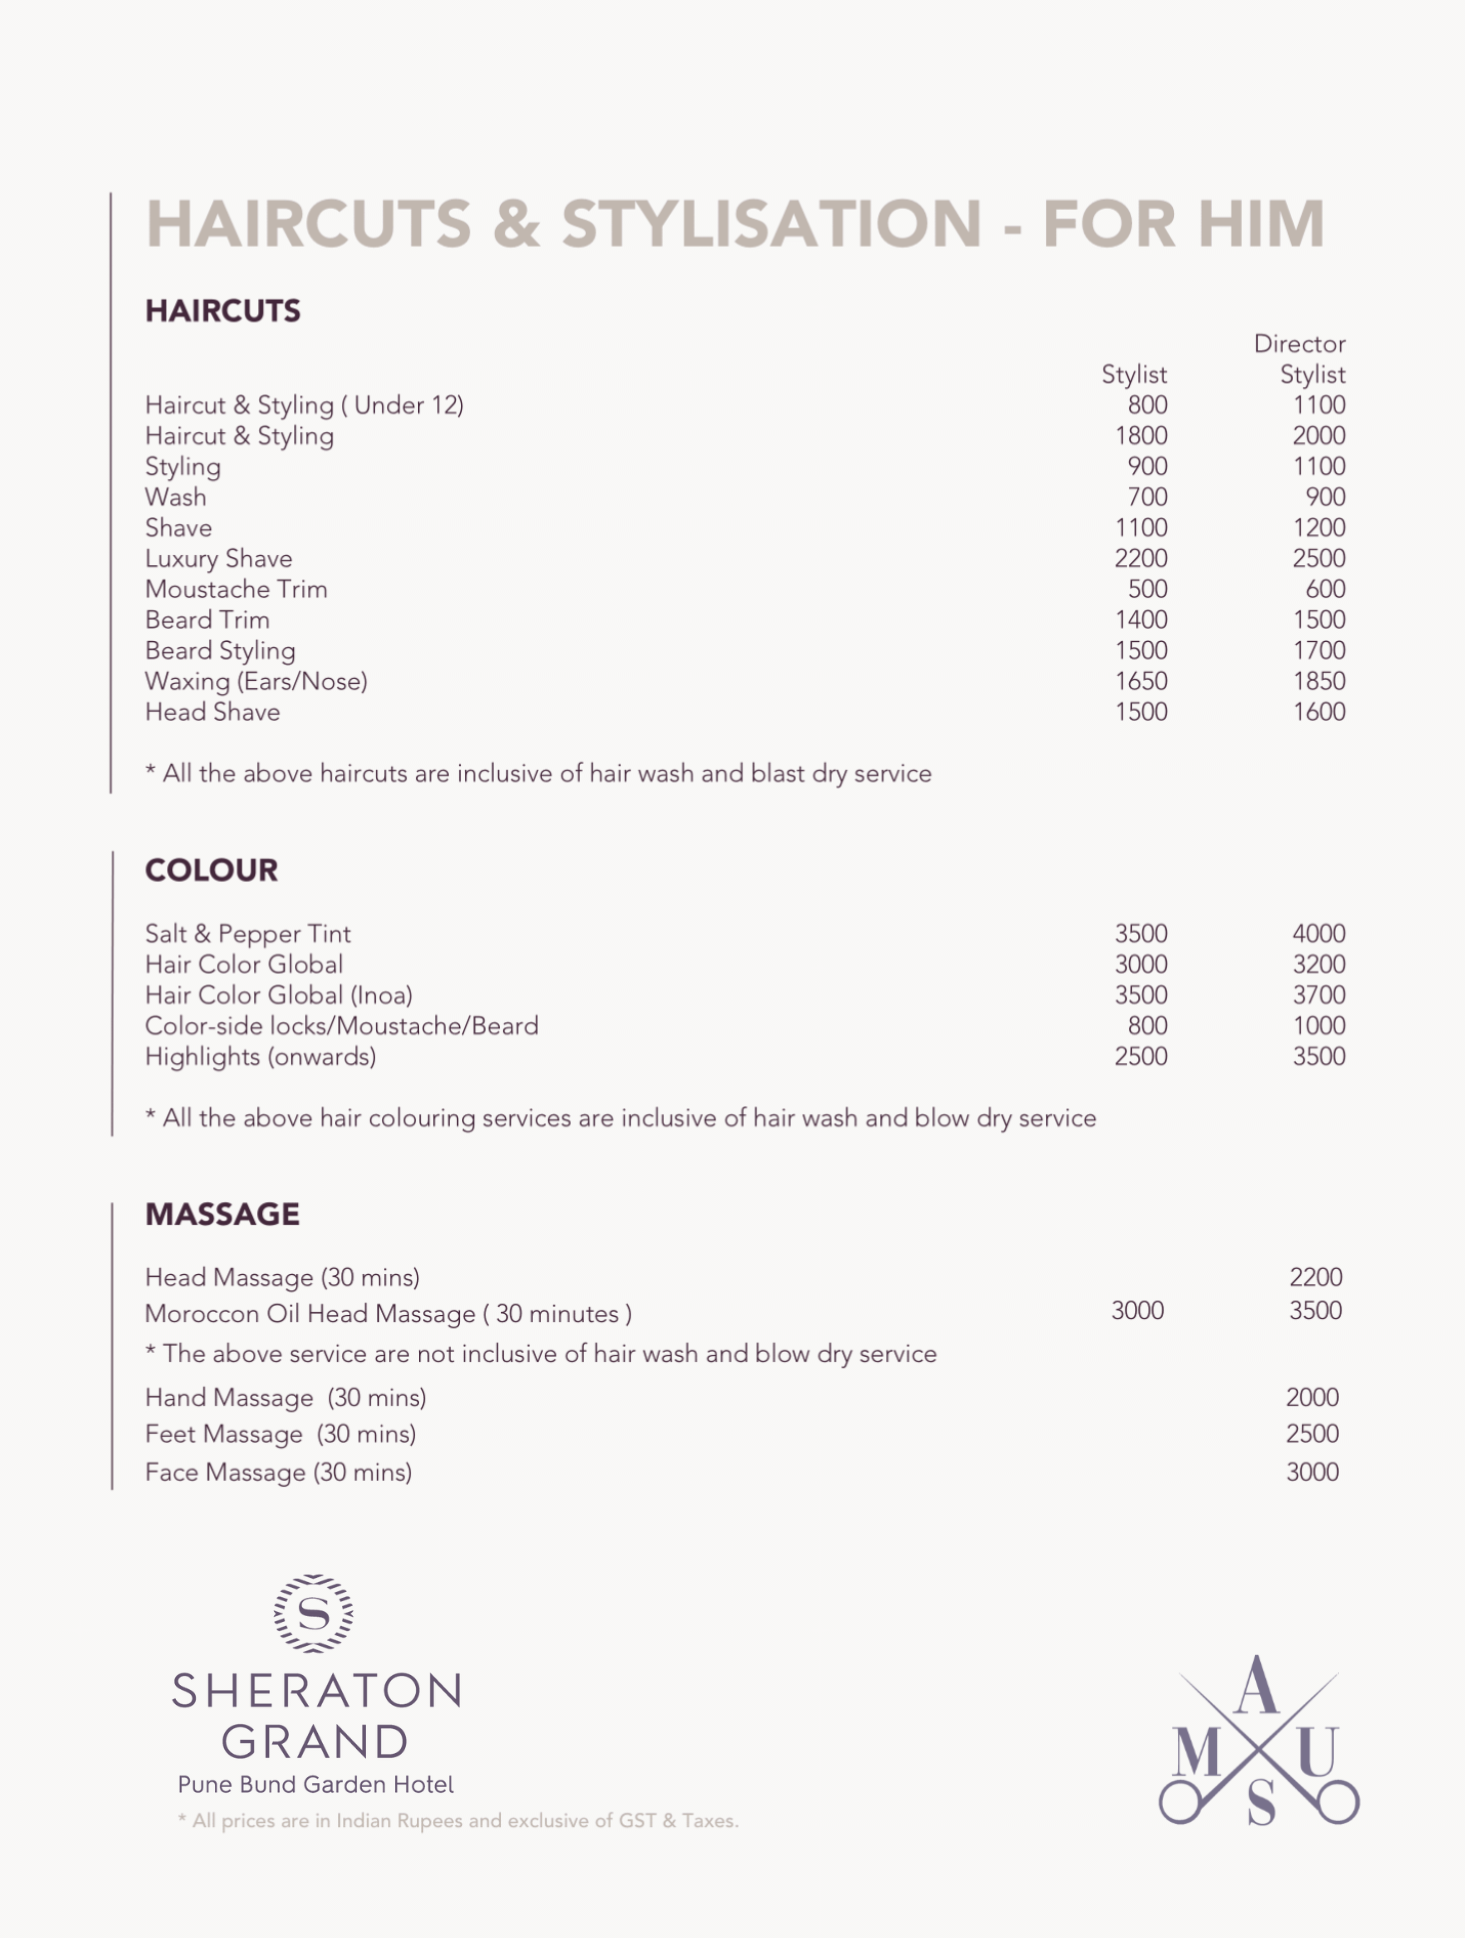 HAIRCUTS & STYLISATION - FOR HIM
HAIRCUTS
Director
Stylist Stylist
Haircut & Styling ( Under 12) 800 1100
Haircut & Styling 1800 2000
Styling 900 1100
Wash 700 900
Shave 1100 1200
Luxury Shave 2200 2500
Moustache Trim 500 600
Beard Trim 1400 1500
Beard Styling 1500 1700
Waxing (Ears/Nose) 1650 1850
Head Shave 1500 1600
* All the above haircuts are inclusive of hair wash and blast dry service
COLOUR
Salt & Pepper Tint 3500 4000
Hair Color Global 3000 3200
Hair Color Global (Inoa) 3500 3700
Color-side locks/Moustache/Beard 800 1000
Highlights (onwards) 2500 3500
* All the above hair colouring services are inclusive of hair wash and blow dry service
MASSAGE
Head Massage (30 mins) 2200
Moroccon Oil Head Massage ( 30 minutes ) 3000 3500
* The above service are not inclusive of hair wash and blow dry service
Hand Massage (30 mins) 2000
Feet Massage (30 mins) 2500
Face Massage (30 mins) 3000
S
SHERATON
GRAND
Pune Bund Garden Hotel
* All prices are in Indian Rupees and exclusive of GST & Taxes.
A
M U
S